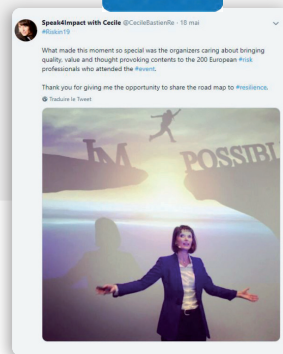 Speak4Impact with Cecile @CecileBastienRe · 18 mai
#Riskin19
What made this moment so special was the organizers caring about bringing
quality, value and thought provoking contents to the 200 European #risk
professionals who attended the #event.
Thank you for giving me the opportunity to share the road map to #resilience.
Traduire le Tweet
IM POSSIBL